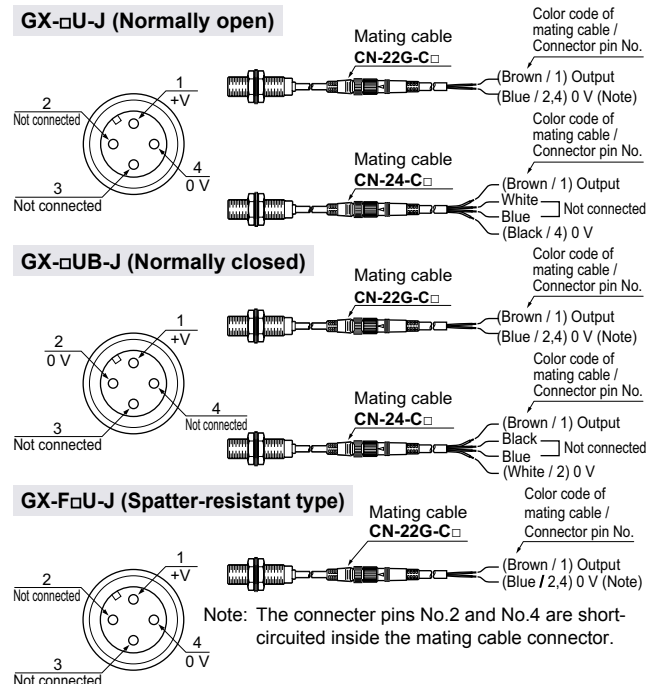 GX-□U-J (Normally open)
Color code of
mating cable /
Connector pin No.
Mating cable
CN-22G-C□
1
+V
2
Not connected
4
0 V
3
Not connected
(Brown / 1) Output
(Blue / 2,4) 0 V (Note)
Color code of
mating cable /
Connector pin No.
Mating cable
CN-24-C□
(Brown / 1) Output
White
Blue
Not connected
(Black / 4) 0 V
GX-□UB-J (Normally closed)
Color code of
mating cable /
Connector pin No.
Mating cable
CN-22G-C□
1
+V
2
0 V
4
Not connected
3
Not connected
(Brown / 1) Output
(Blue / 2,4) 0 V (Note)
Color code of
mating cable /
Connector pin No.
Mating cable
CN-24-C□
(Brown / 1) Output
Black
Blue
Not connected
(White / 2) 0 V
GX-F□U-J (Spatter-resistant type)
Color code of
mating cable /
Connector pin No.
Mating cable
CN-22G-C□
1
+V
2
Not connected
4
0 V
3
Not connected
(Brown / 1) Output
(Blue / 2,4) 0 V (Note)
Note: The connecter pins No.2 and No.4 are short-
circuited inside the mating cable connector.